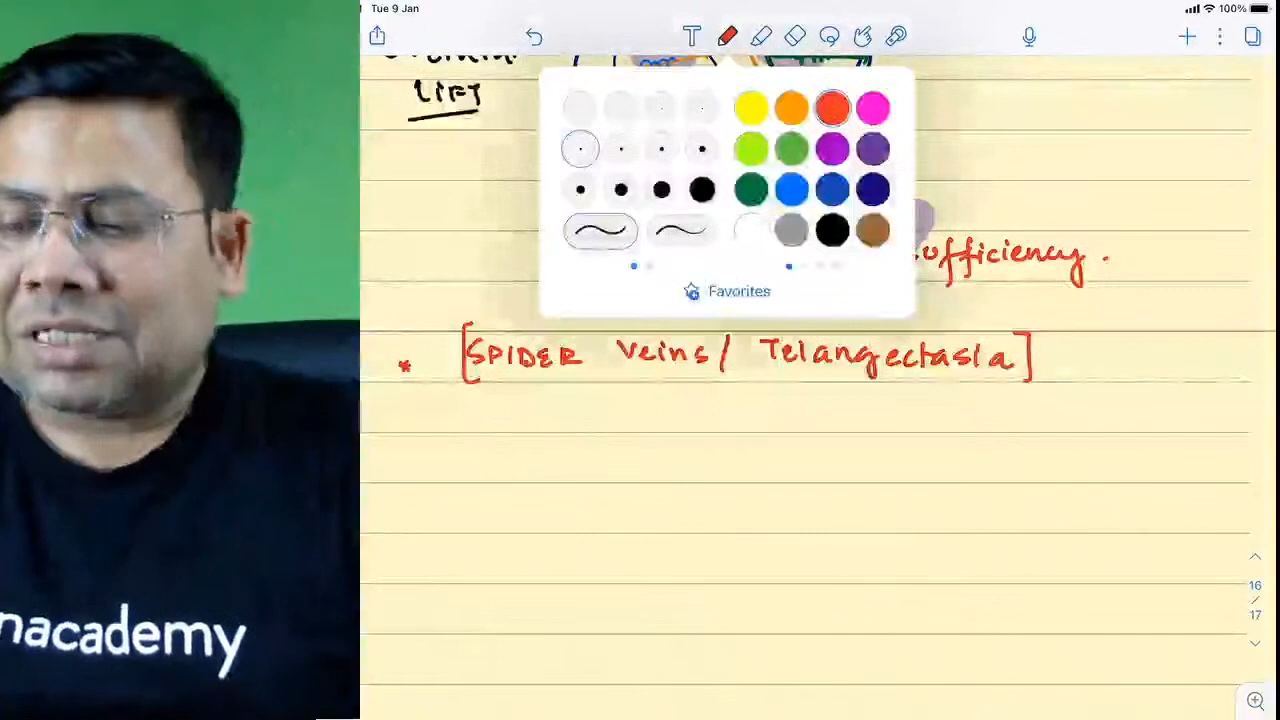 Tue 9 Jan
100%
LIFT
Favorites
ufficiency.
* [SPIDER Veins / Telangectasia]
16
17
nacademy